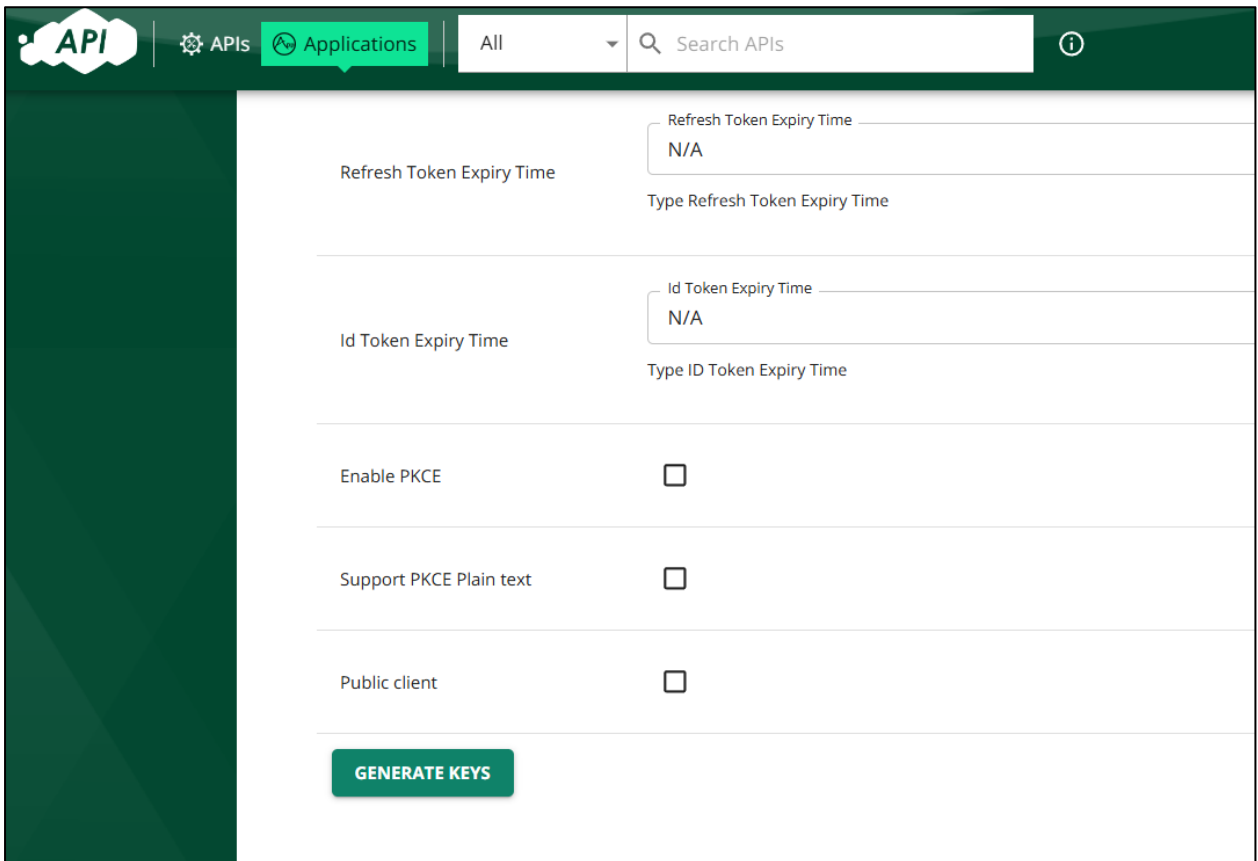 API
APIs
Applications
All
Search APIs
Refresh Token Expiry Time
Refresh Token Expiry Time
N/A
Type Refresh Token Expiry Time
Id Token Expiry Time
Id Token Expiry Time
N/A
Type ID Token Expiry Time
Enable PKCE
Support PKCE Plain text
Public client
GENERATE KEYS